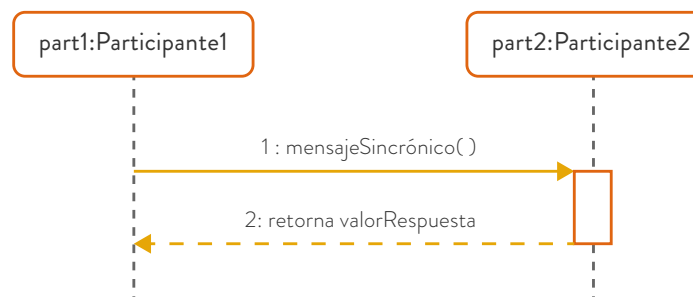 part1:Participante1
part2:Participante2
1 : mensajeSincrónico( )
2: retorna valorRespuesta